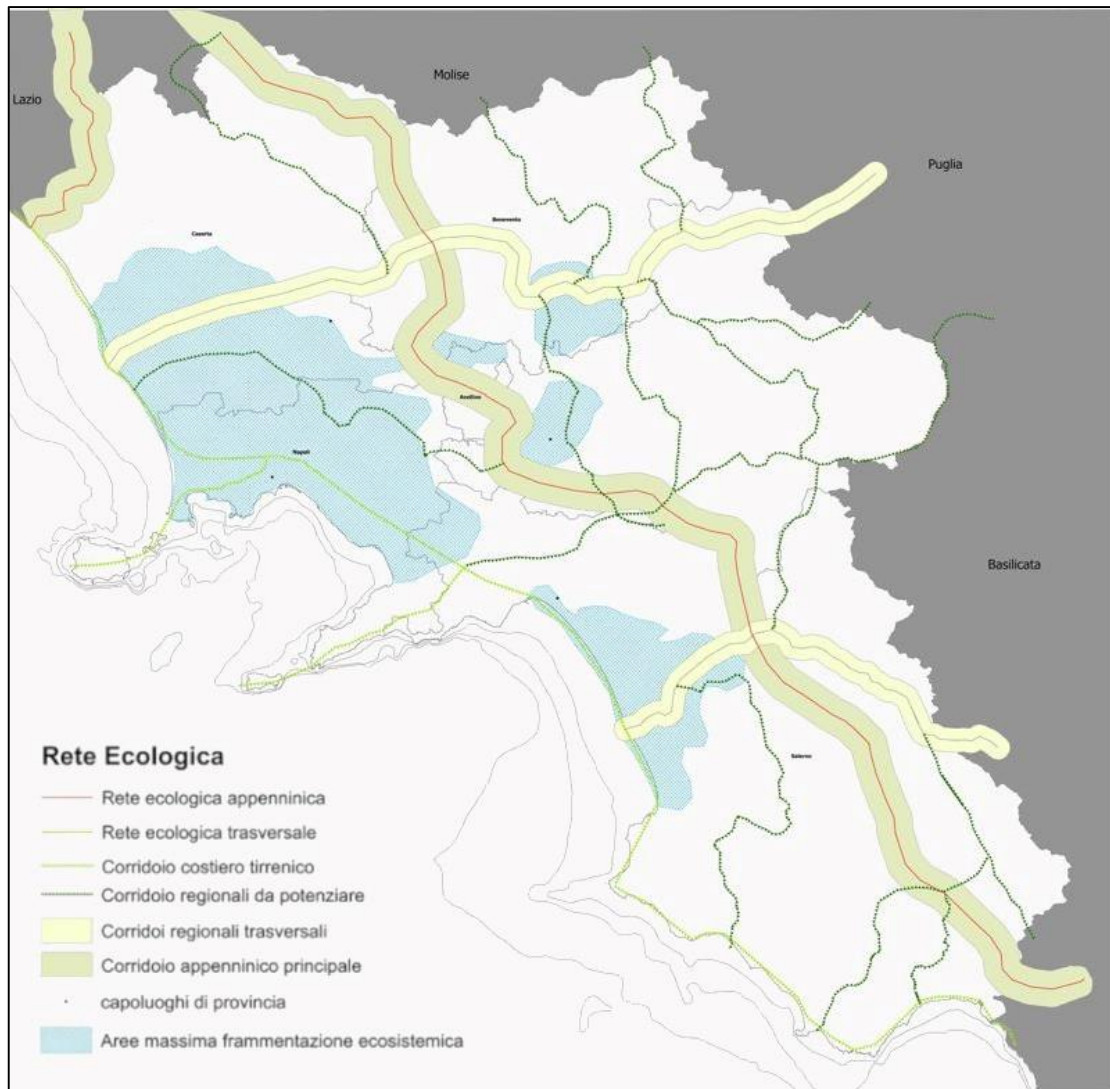 Molise
Lazio
Puglia
Benevento
Caserta
Avellino
Napoli
Basilicata
Salerno
Rete Ecologica
Rete ecologica appenninica
Rete ecologica trasversale
Corridoio costiero tirrenico
Corridoio regionali da potenziare
Corridoi regionali trasversali
Corridoio appenninico principale
capoluoghi di provincia
Aree massima frammentazione ecosistemica